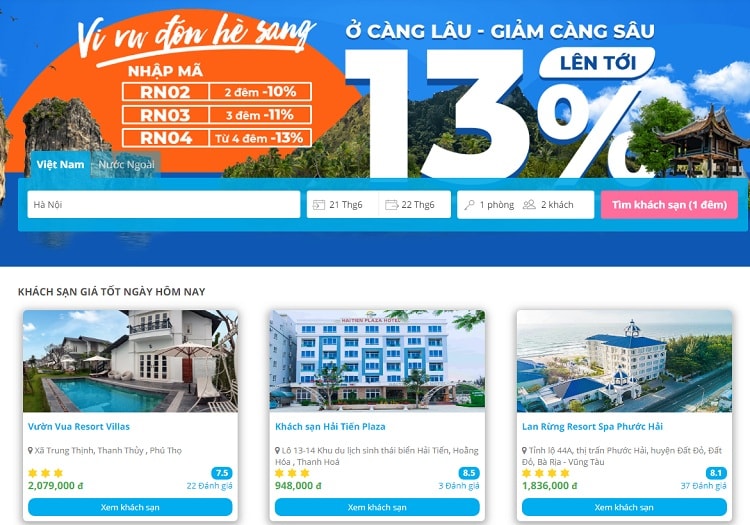 Vi vu đón hè sang
NHẬP MÃ
RN02 2 đêm -10%
RN03 3 đêm -11%
RN04 Từ 4 đêm -13%
Ở CÀNG LÂU - GIẢM CÀNG SÂU
LÊN TỚI
13%
Việt Nam Nước Ngoài
Hà Nội 21 Thg6 22 Thg6 1 phòng 2 khách Tìm khách sạn (1 đêm)
KHÁCH SẠN GIÁ TỐT NGÀY HÔM NAY
HAI TIEN PLAZA HOTEL
Vườn Vua Resort Villas
Xã Trung Thịnh, Thanh Thủy , Phú Thọ
7.5
2,079,000 đ 22 Đánh giá
Xem khách sạn
Khách sạn Hải Tiến Plaza
Lô 13-14 Khu du lịch sinh thái biển Hải Tiến, Hoằng
Hóa , Thanh Hoá
8.5
948,000 đ 3 Đánh giá
Xem khách sạn
Lan Rừng Resort Spa Phước Hải
Tỉnh lộ 44A, thị trấn Phước Hải, huyện Đất Đỏ, Đất
Đỏ, Bà Rịa - Vũng Tàu
8.1
1,836,000 đ 37 Đánh giá
Xem khách sạn